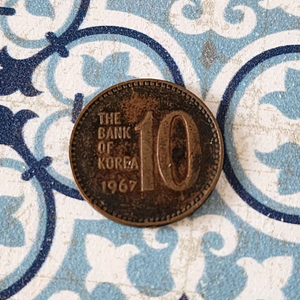 THE
BANK
OF
KOREA
1967
10